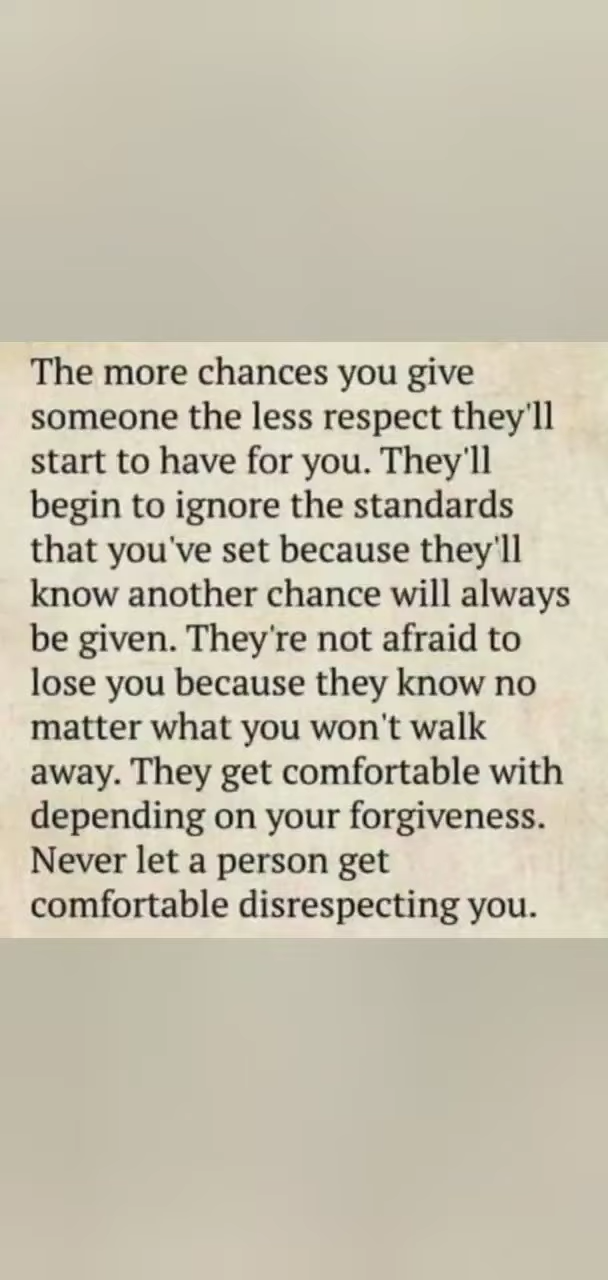 The more chances you give
someone the less respect they'll
start to have for you. They'll
begin to ignore the standards
that you've set because they'll
know another chance will always
be given. They're not afraid to
lose you because they know no
matter what you won't walk
away. They get comfortable with
depending on your forgiveness.
Never let a person get
comfortable disrespecting you.